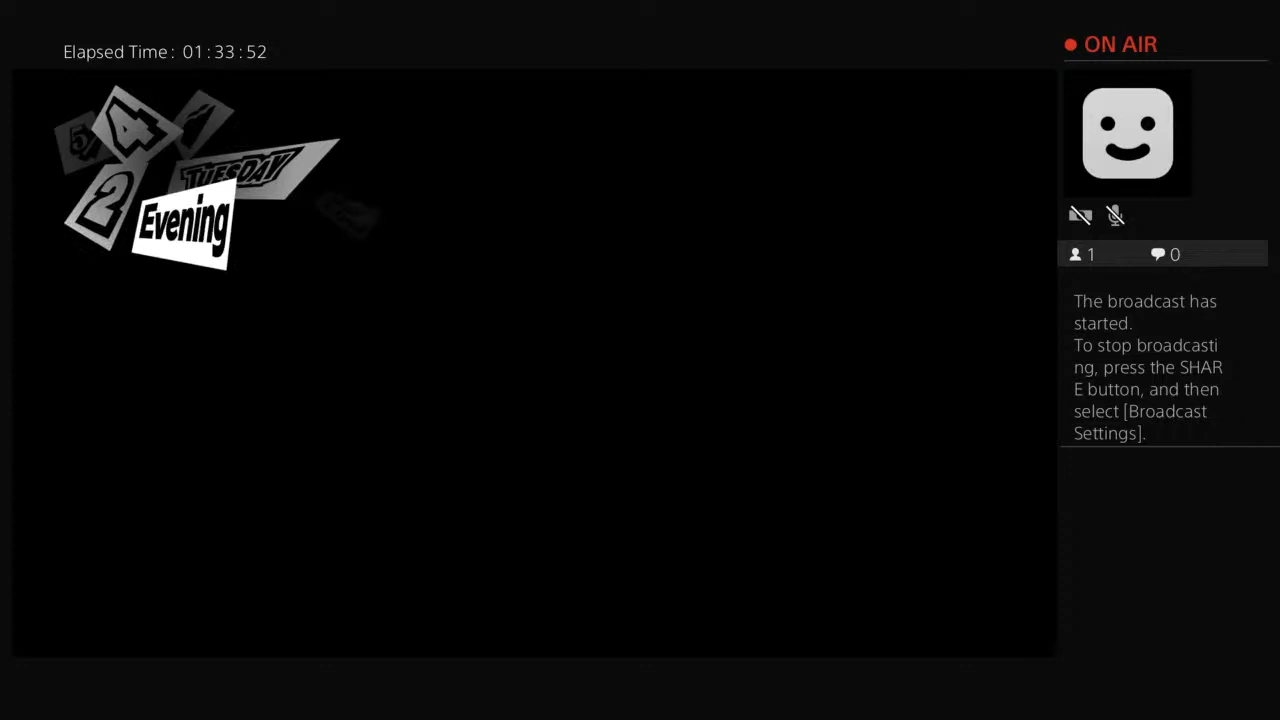 Elapsed Time: 01:33:52
ON AIR
5/
4
TUESDAY
2
Evening
1
0
The broadcast has
started.
To stop broadcasti
ng, press the SHAR
E button, and then
select [Broadcast
Settings].